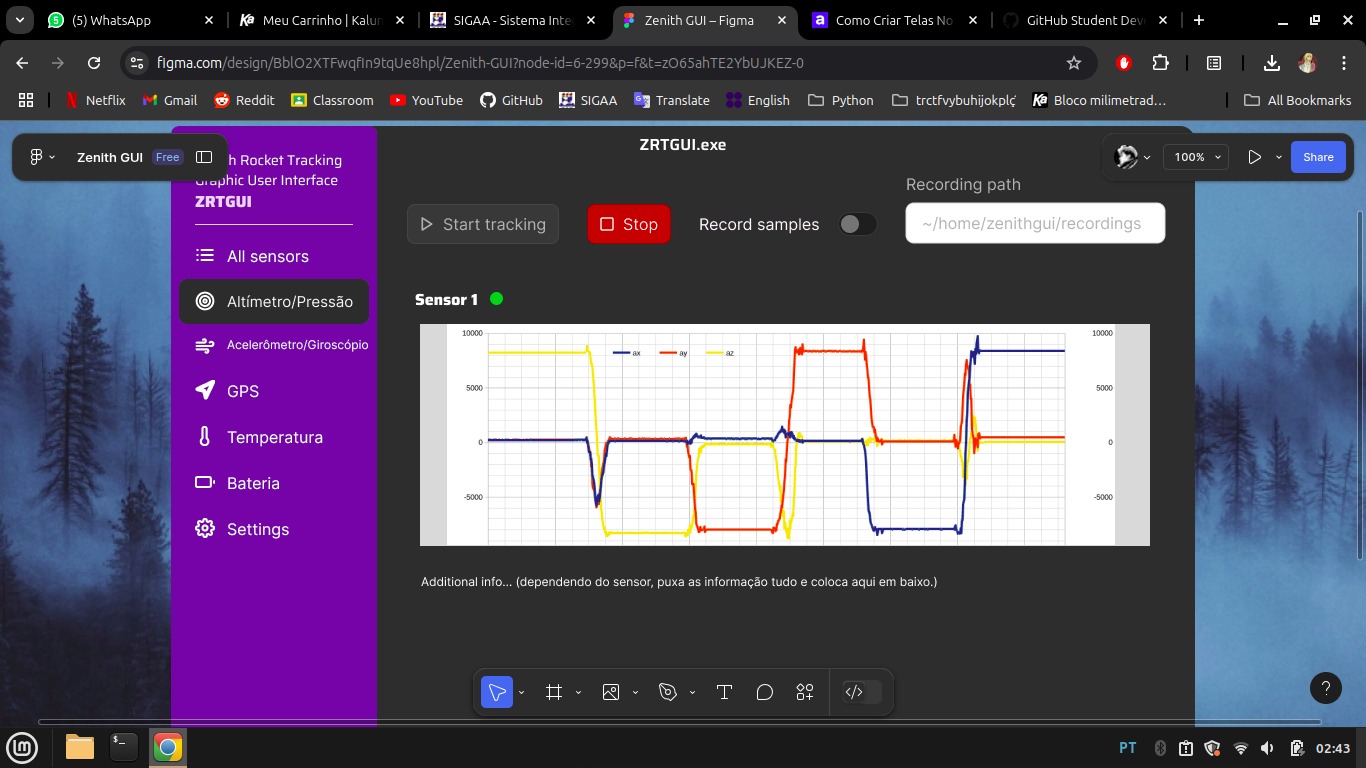 (5) WhatsApp
Meu Carrinho | Kalun
SIGAA - Sistema Inte
Zenith GUI – Figma
Como Criar Telas No
GitHub Student Dev
figma.com/design/BblO2XTFwqfIn9tqUe8hpl/Zenith-GUI?node-id=6-299&p=f&t=zO65ahTE2YbUJKEZ-0
Netflix
Gmail
Reddit
Classroom
YouTube
GitHub
SIGAA
Translate
English
Python
trctfvybuhijokplç
Bloco milimetrad…
All Bookmarks
Zenith GUI
Free
ZRTGUI.exe
100%
Share
h Rocket Tracking
Graphic User Interface
ZRTGUI
All sensors
Altímetro/Pressão
Acelerômetro/Giroscópio
GPS
Temperatura
Bateria
Settings
Start tracking
Stop
Record samples
Recording path
~/home/zenithgui/recordings
Sensor 1
10000
5000
0
-5000
ax
ay
az
10000
5000
0
-5000
Additional info... (dependendo do sensor, puxa as informação tudo e coloca aqui em baixo.)
?
PT
02:43